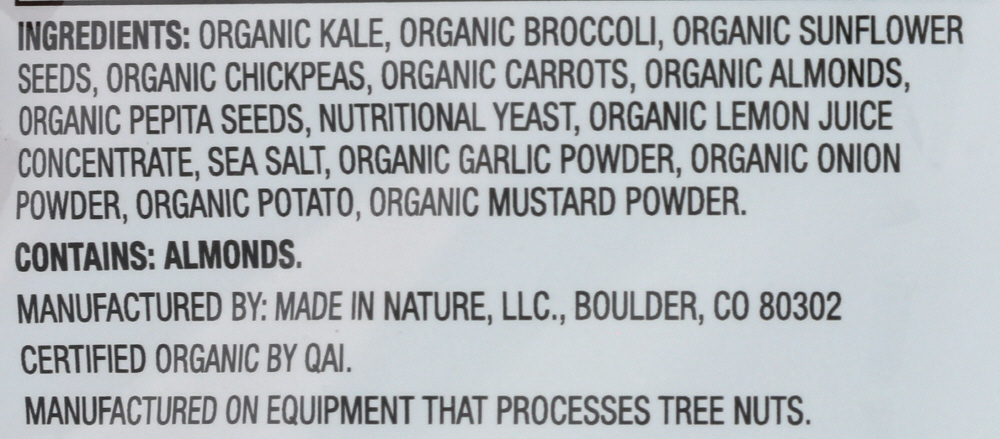 INGREDIENTS: ORGANIC KALE, ORGANIC BROCCOLI, ORGANIC SUNFLOWER
SEEDS, ORGANIC CHICKPEAS, ORGANIC CARROTS, ORGANIC ALMONDS,
ORGANIC PEPITA SEEDS, NUTRITIONAL YEAST, ORGANIC LEMON JUICE
CONCENTRATE, SEA SALT, ORGANIC GARLIC POWDER, ORGANIC ONION
POWDER, ORGANIC POTATO, ORGANIC MUSTARD POWDER.
CONTAINS: ALMONDS.
MANUFACTURED BY: MADE IN NATURE, LLC., BOULDER, CO 80302
CERTIFIED ORGANIC BY QAI.
MANUFACTURED ON EQUIPMENT THAT PROCESSES TREE NUTS.